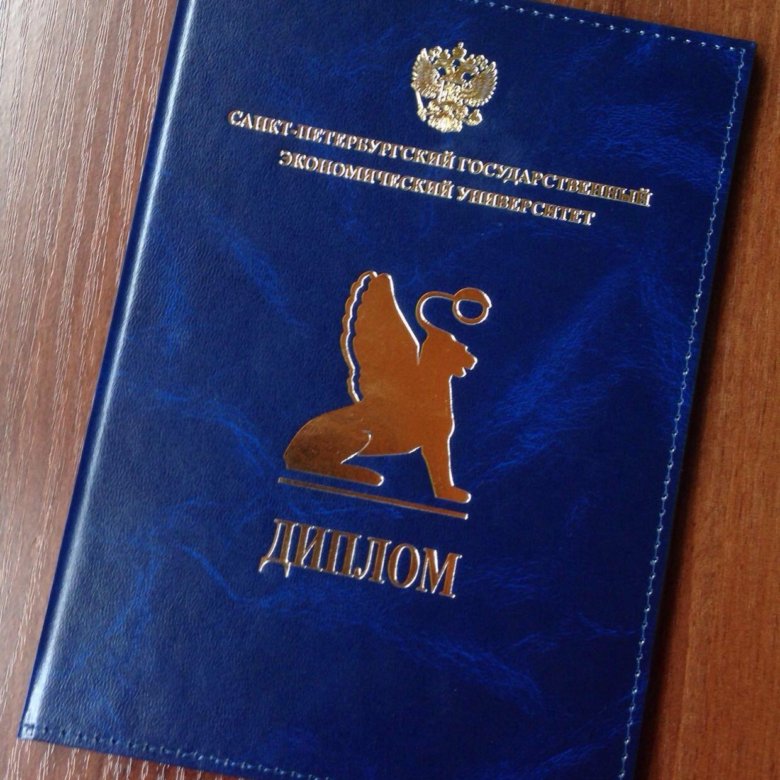 САНКТ-ПЕТЕРБУРГСКИЙ ГОСУДАРСТВЕННЫЙ
ЭКОНОМИЧЕСКИЙ УНИВЕРСИТЕТ
ДИПЛОМ